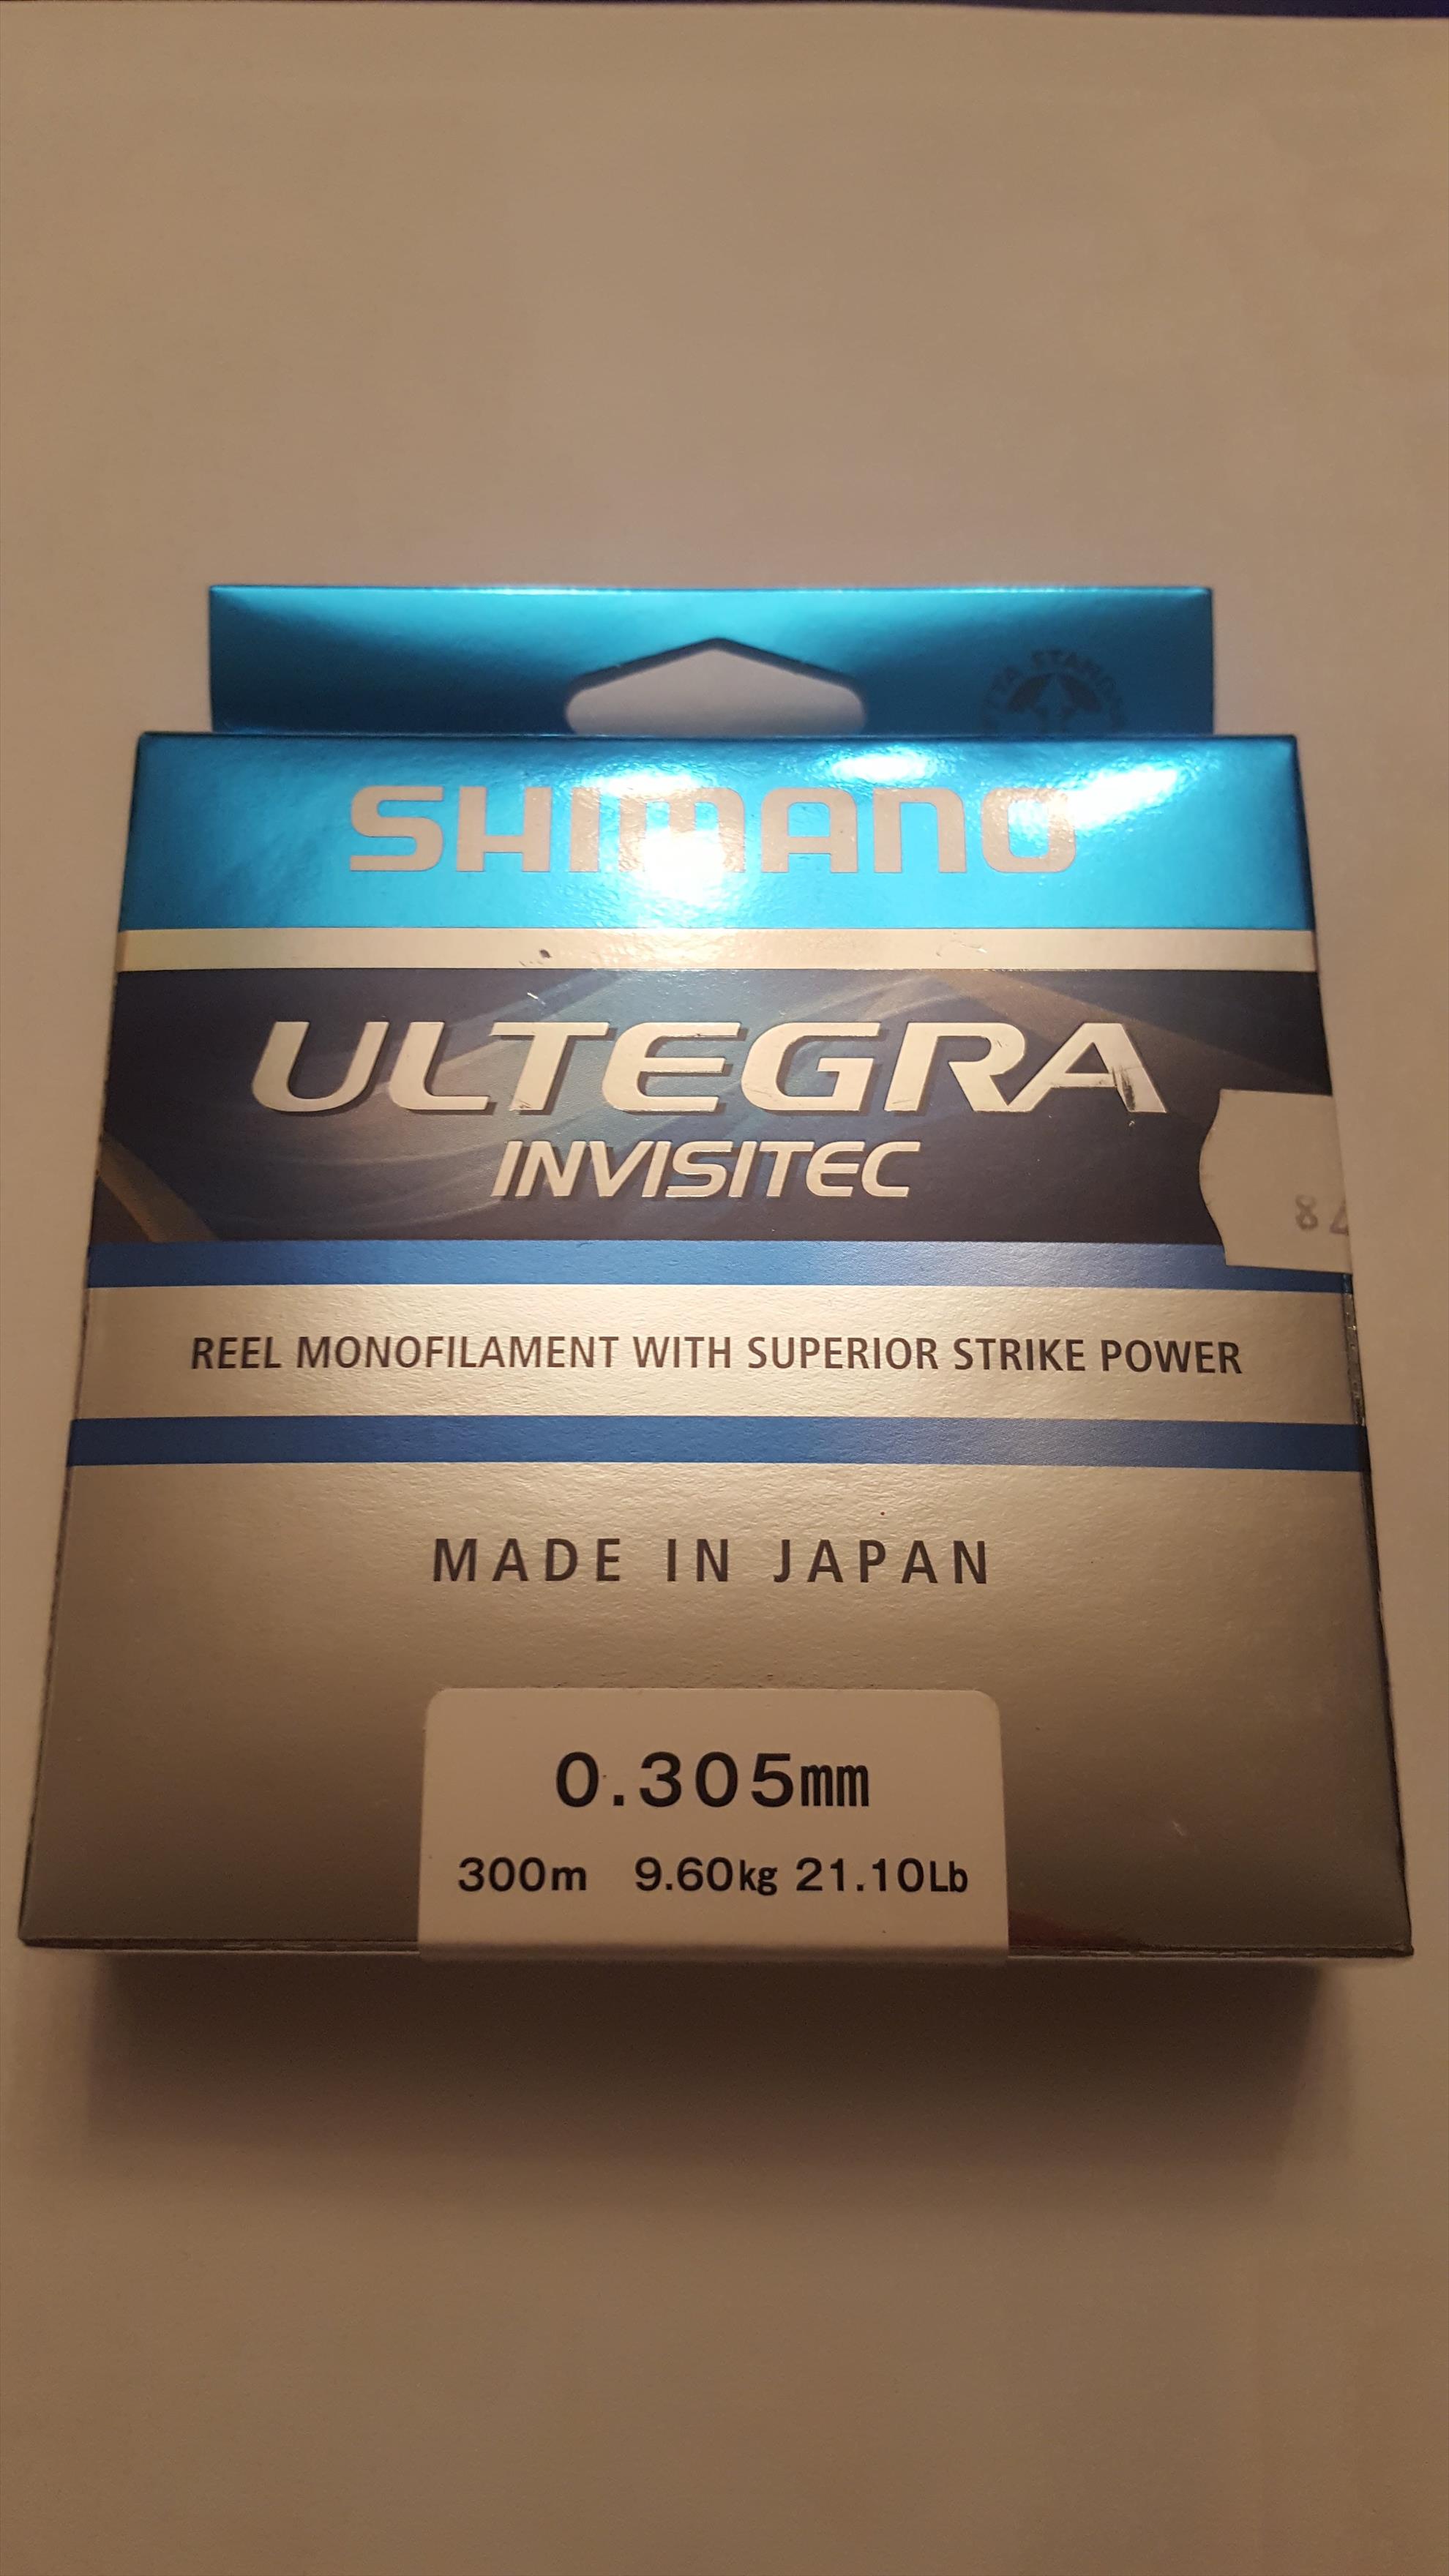 SHIMANO
ULTEGRA
INVISITEC
REEL MONOFILAMENT WITH SUPERIOR STRIKE POWER
MADE IN JAPAN
0.305mm
300m 9.60kg 21.10Lb